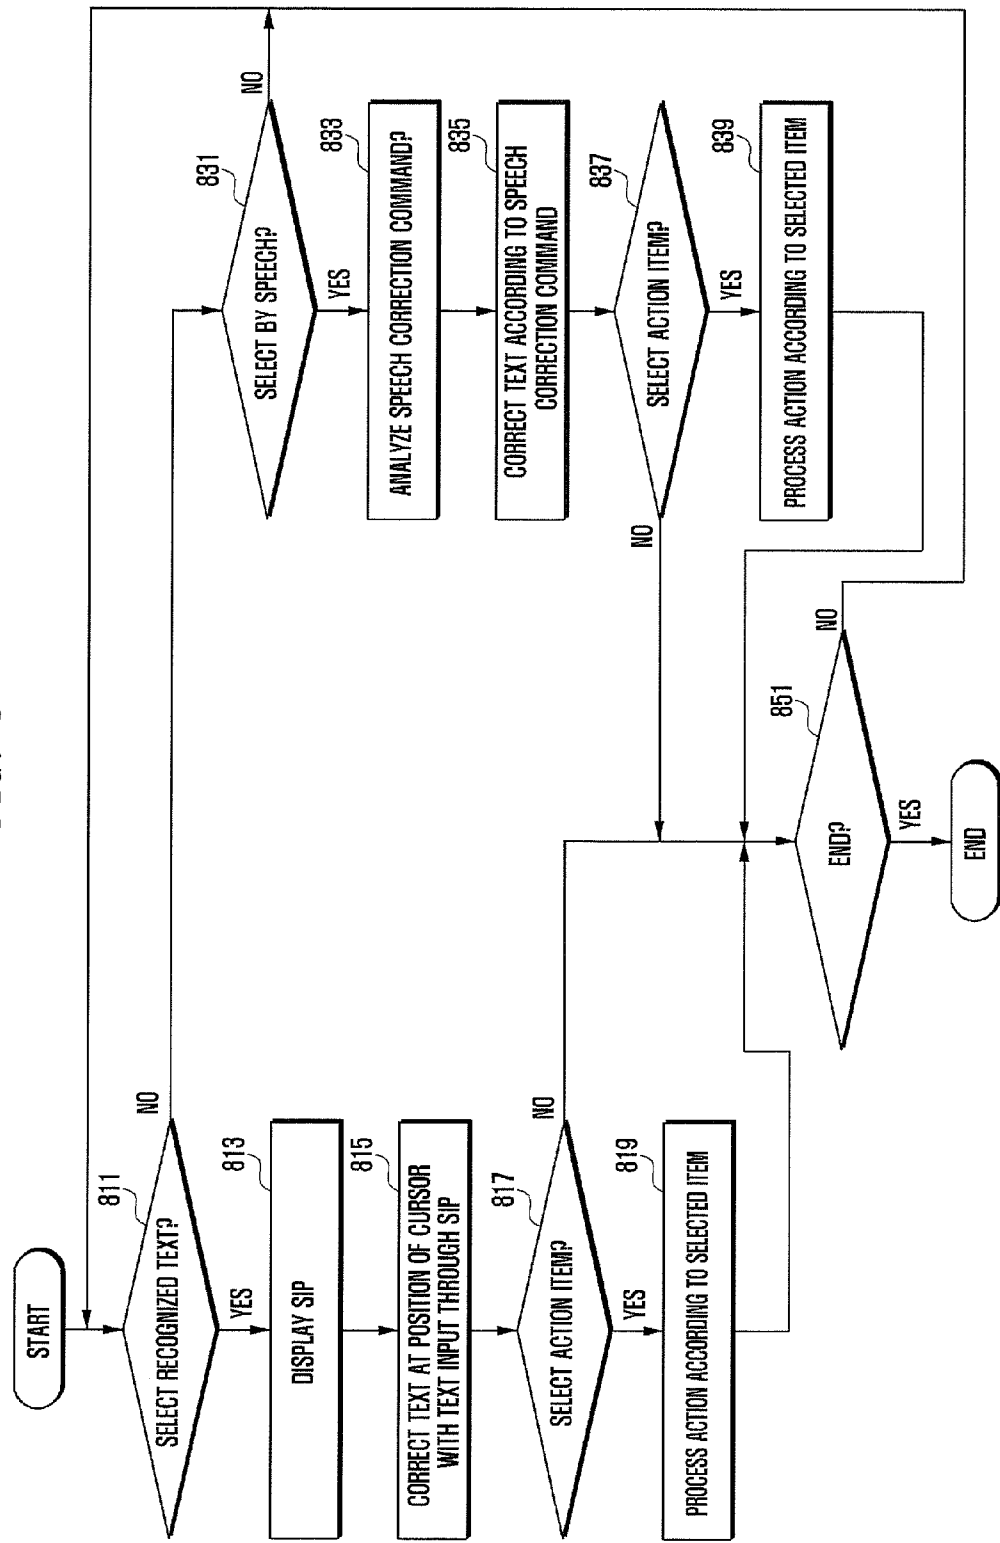 START
811
SELECT RECOGNIZED TEXT?
NO
YES
813
DISPLAY SIP
815
CORRECT TEXT AT POSITION OF CURSOR
WITH TEXT INPUT THROUGH SIP
817
SELECT ACTION ITEM?
NO
YES
819
PROCESS ACTION ACCORDING TO SELECTED ITEM
831
SELECT BY SPEECH?
NO
YES
833
ANALYZE SPEECH CORRECTION COMMAND?
835
CORRECT TEXT ACCORDING TO SPEECH
CORRECTION COMMAND
837
SELECT ACTION ITEM?
NO
YES
839
PROCESS ACTION ACCORDING TO SELECTED ITEM
851
END?
NO
YES
END